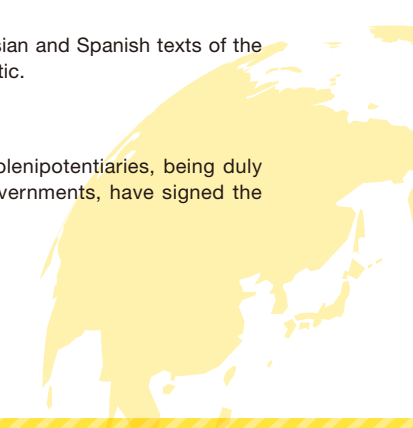 sian and Spanish texts of the
tic.
plenipotentiaries, being duly
vernments, have signed the